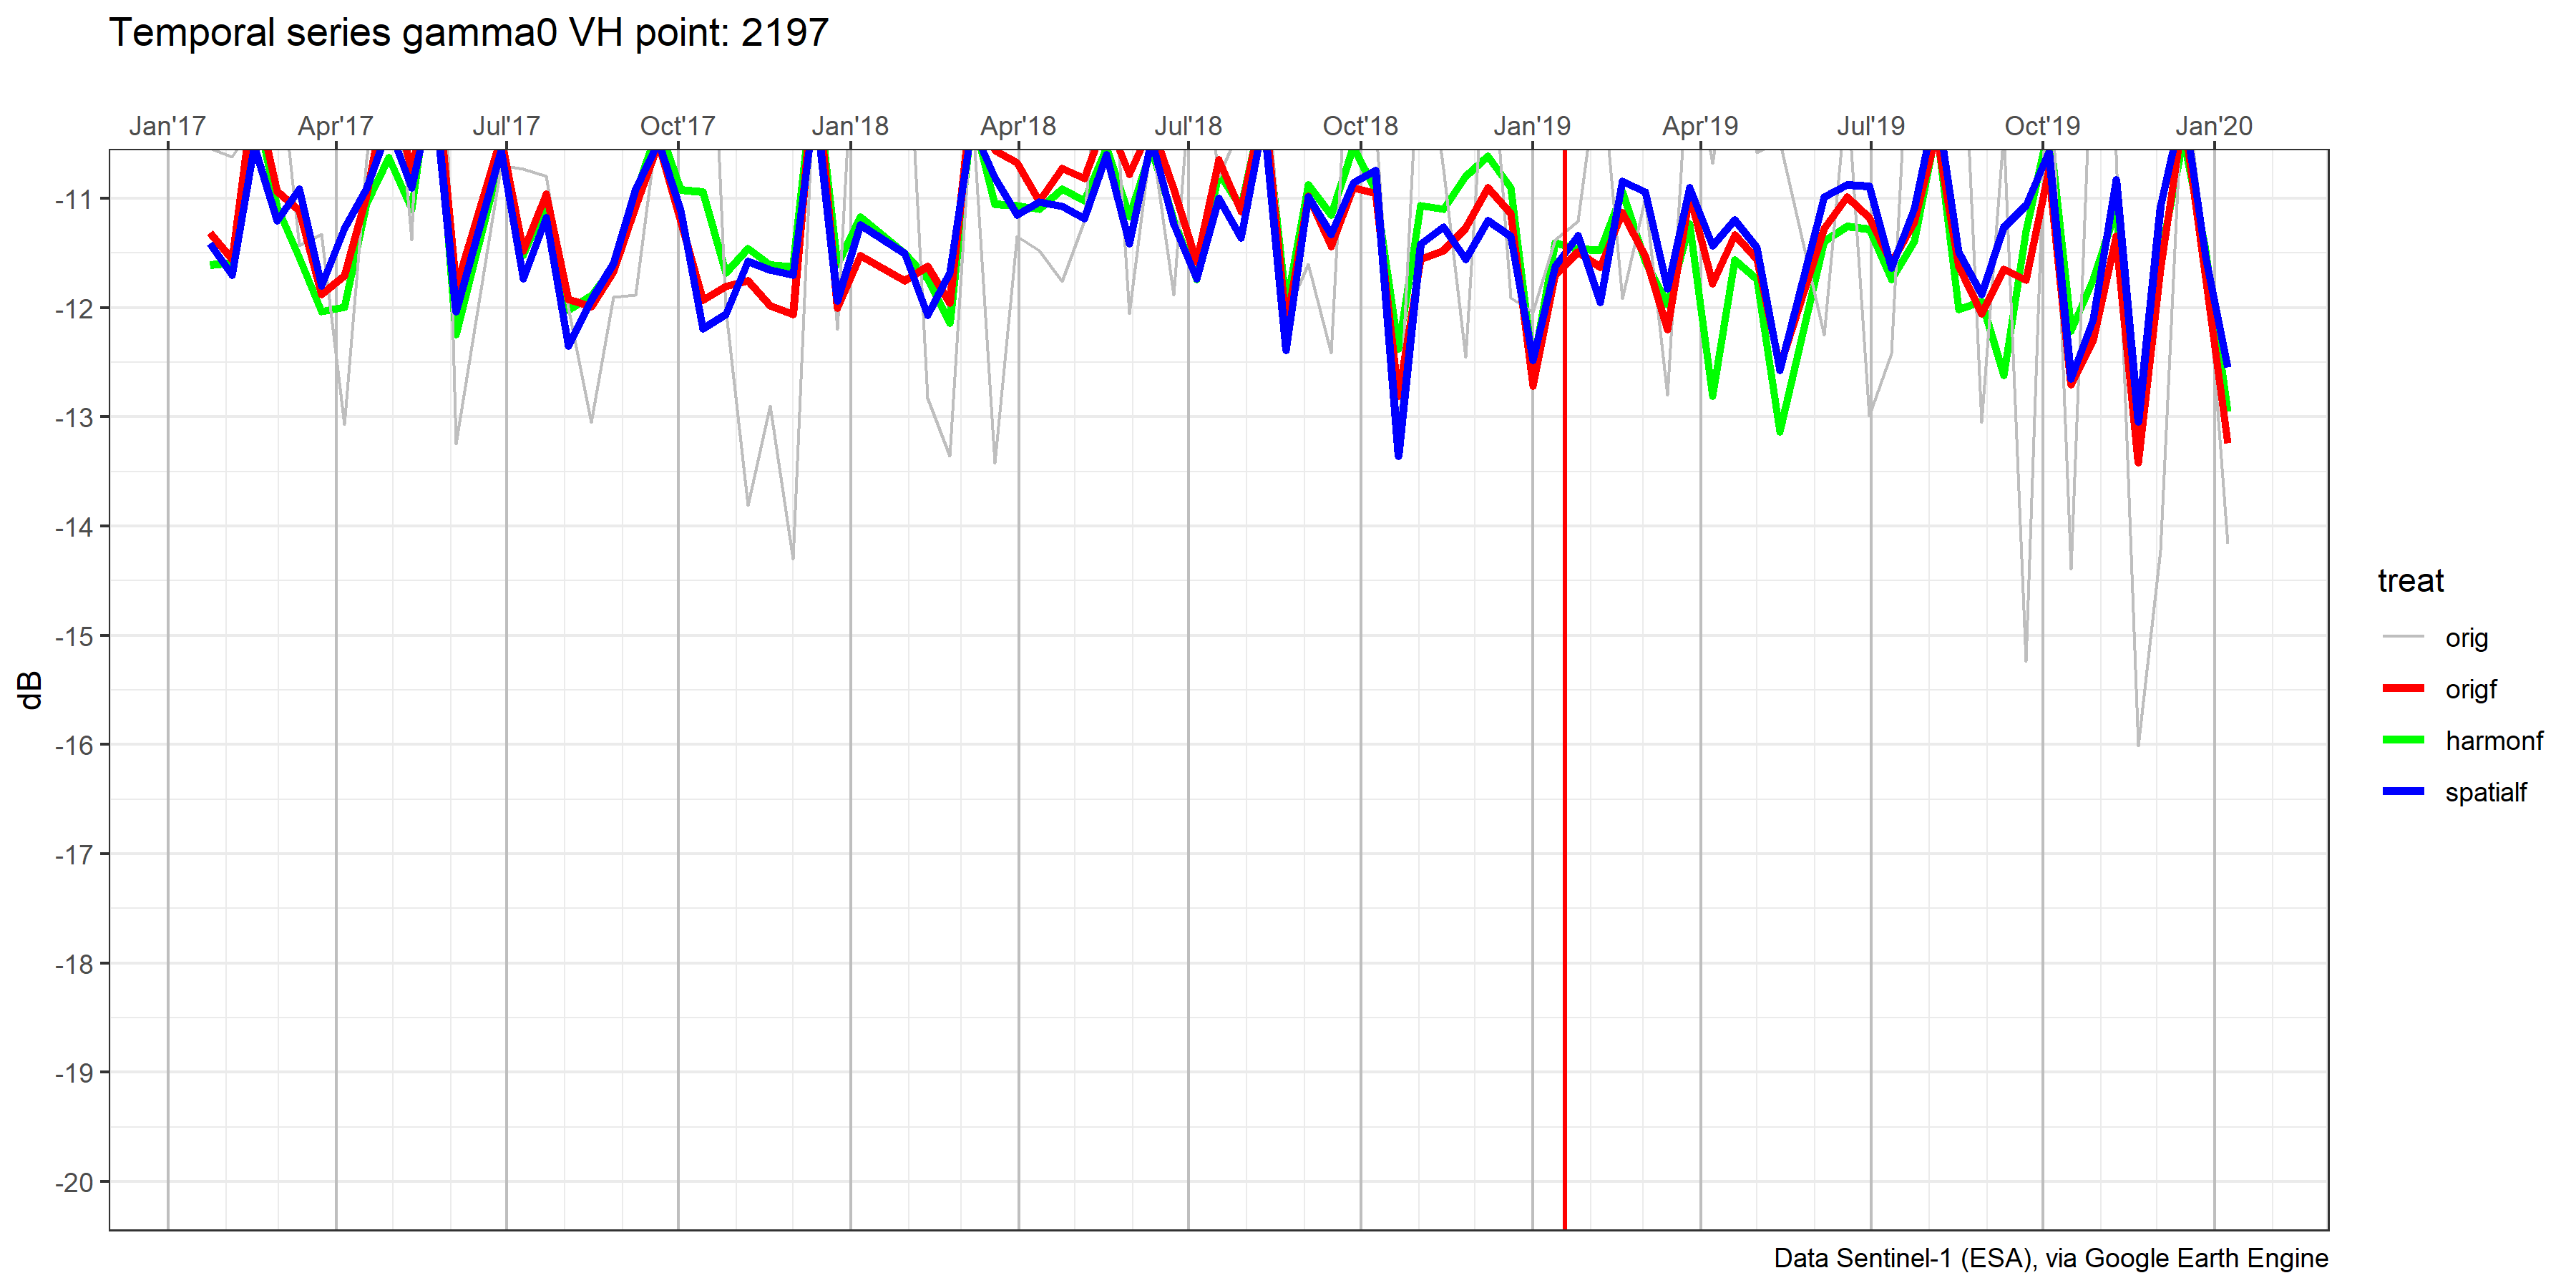 Temporal series gamma0 VH point: 2197
Jan'17 Apr'17 Jul'17 Oct'17 Jan'18 Apr'18 Jul'18 Oct'18 Jan'19 Apr'19 Jul'19 Oct'19 Jan'20
-11
-12
-13
-14
-15
-16
-17
-18
-19
-20
dB
treat
orig
origf
harmonf
spatialf
Data Sentinel-1 (ESA), via Google Earth Engine